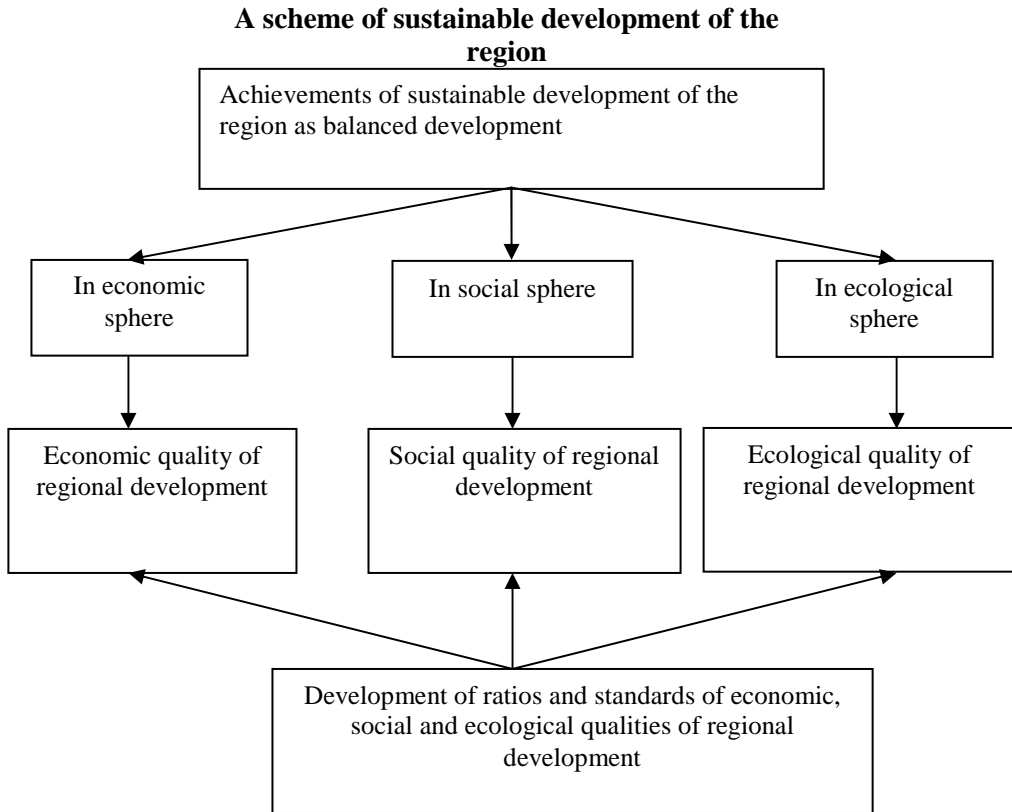 A scheme of sustainable development of the
region
Achievements of sustainable development of the
region as balanced development
In economic
sphere
In social sphere
In ecological
sphere
Economic quality of
regional development
Social quality of regional
development
Ecological quality of
regional development
Development of ratios and standards of economic,
social and ecological qualities of regional
development